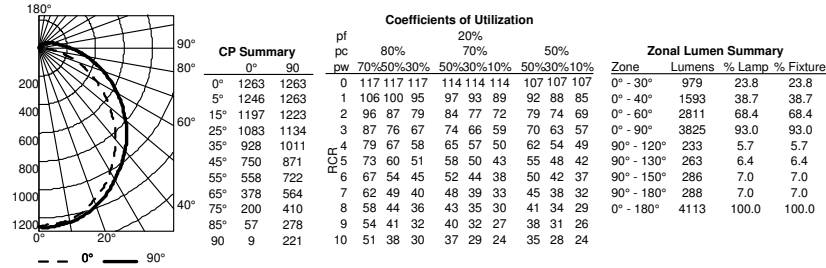 180°
90°
80°
200
400
60°
600
800
1000
40°
1200
0° 20°
0° 90°
CP Summary
0° 90
0° 1263 1263
5° 1246 1263
15° 1197 1223
25° 1083 1134
35° 928 1011
45° 750 871
55° 558 722
65° 378 564
75° 200 410
85° 57 278
90 9 221
Coefficients of Utilization
pf 20%
pc 80% 70% 50%
pw 70%50%30% 50%30%10% 50%30%10%
0 117 117 117 114 114 114 107 107 107
1 106 100 95 97 93 89 92 88 85
2 96 87 79 84 77 72 79 74 69
3 87 76 67 74 66 59 70 63 57
4 79 67 58 65 57 50 62 54 49
RCR
5 73 60 51 58 50 43 55 48 42
6 67 54 45 52 44 38 50 42 37
7 62 49 40 48 39 33 45 38 32
8 58 44 36 43 35 30 41 34 29
9 54 41 32 40 32 27 38 31 26
10 51 38 30 37 29 24 35 28 24
Zonal Lumen Summary
Zone Lumens % Lamp % Fixture
0° - 30° 979 23.8 23.8
0° - 40° 1593 38.7 38.7
0° - 60° 2811 68.4 68.4
0° - 90° 3825 93.0 93.0
90° - 120° 233 5.7 5.7
90° - 130° 263 6.4 6.4
90° - 150° 286 7.0 7.0
90° - 180° 288 7.0 7.0
0° - 180° 4113 100.0 100.0